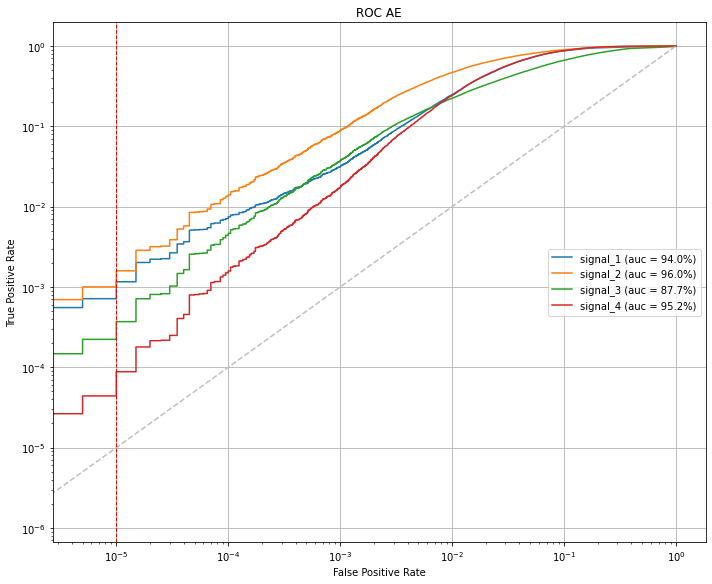 ROC AE
True Positive Rate
10⁰
10⁻¹
10⁻²
10⁻³
10⁻⁴
10⁻⁵
10⁻⁶
signal_1 (auc = 94.0%)
signal_2 (auc = 96.0%)
signal_3 (auc = 87.7%)
signal_4 (auc = 95.2%)
10⁻⁵ 10⁻⁴ 10⁻³ 10⁻² 10⁻¹ 10⁰
False Positive Rate